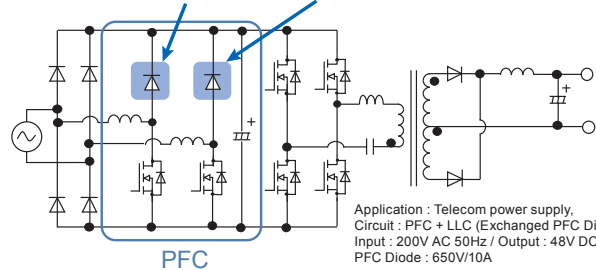 PFC
Application : Telecom power supply,
Circuit : PFC + LLC (Exchanged PFC Di
Input : 200V AC 50Hz / Output : 48V DC
PFC Diode : 650V/10A